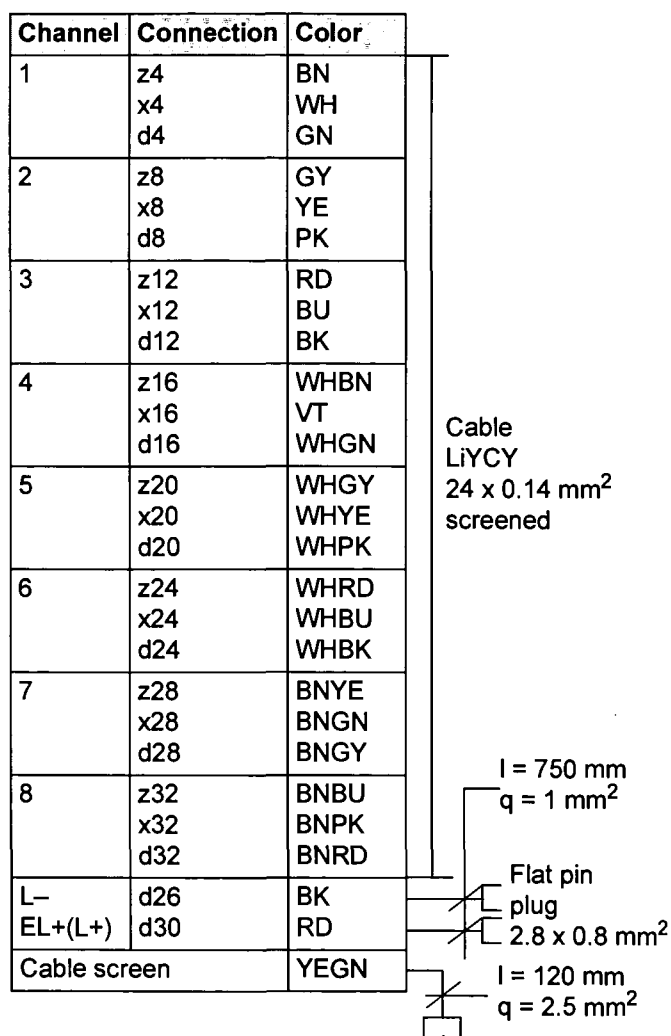 Channel Connection Color
1 z4 BN
x4 WH
d4 GN
2 z8 GY
x8 YE
d8 PK
3 z12 RD
x12 BU
d12 BK
4 z16 WHBN
x16 VT
d16 WHGN
5 z20 WHGY
x20 WHYE
d20 WHPK
6 z24 WHRD
x24 WHBU
d24 WHBK
7 z28 BNYE
x28 BNGN
d28 BNGY
8 z32 BNBU
x32 BNPK
d32 BNRD
L– d26 BK
EL+(L+) d30 RD
Cable screen YEGN
Cable
LiYCY
24 x 0.14 mm²
screened
l = 750 mm
q = 1 mm²
Flat pin
plug
2.8 x 0.8 mm²
l = 120 mm
q = 2.5 mm²